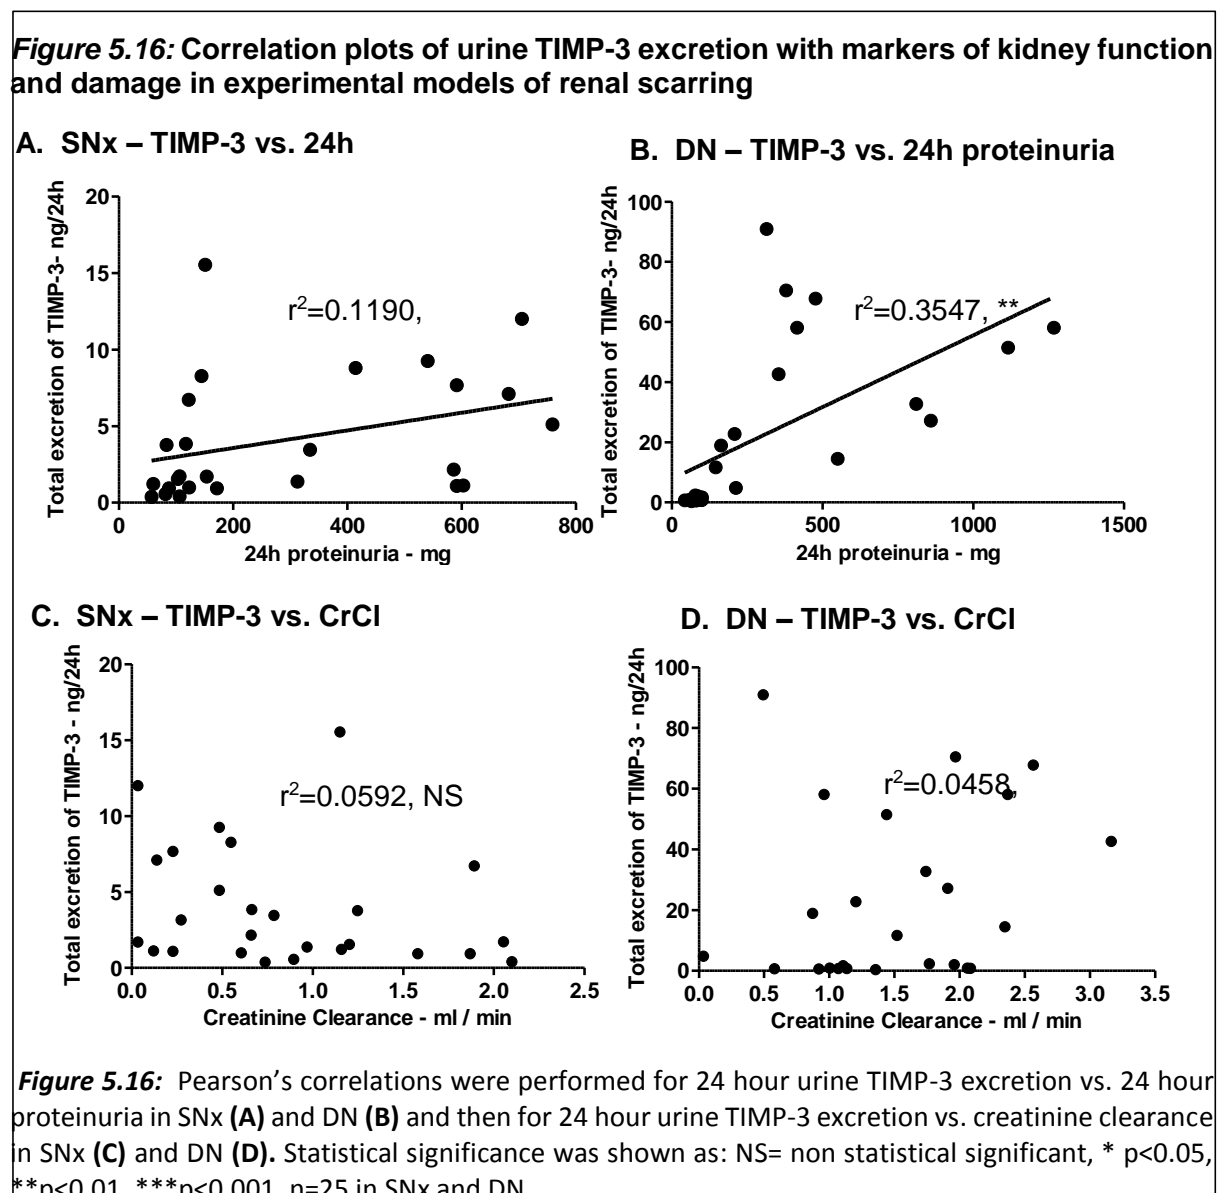 Figure 5.16: Correlation plots of urine TIMP-3 excretion with markers of kidney function
and damage in experimental models of renal scarring
A. SNx – TIMP-3 vs. 24h
Total excretion of TIMP-3- ng/24h
20
15
10
5
0
r²=0.1190,
0 200 400 600 800
24h proteinuria - mg
B. DN – TIMP-3 vs. 24h proteinuria
Total excretion of TIMP-3- ng/24h
100
80
60
40
20
0
r²=0.3547, **
0 500 1000 1500
24h proteinuria - mg
C. SNx – TIMP-3 vs. CrCl
Total excretion of TIMP-3 - ng/24h
20
15
10
5
0
r²=0.0592, NS
0.0 0.5 1.0 1.5 2.0 2.5
Creatinine Clearance - ml / min
D. DN – TIMP-3 vs. CrCl
Total excretion of TIMP-3 - ng/24h
100
80
60
40
20
0
r²=0.0458,
0.0 0.5 1.0 1.5 2.0 2.5 3.0 3.5
Creatinine Clearance - ml / min
Figure 5.16: Pearson’s correlations were performed for 24 hour urine TIMP-3 excretion vs. 24 hour
proteinuria in SNx (A) and DN (B) and then for 24 hour urine TIMP-3 excretion vs. creatinine clearance
in SNx (C) and DN (D). Statistical significance was shown as: NS= non statistical significant, * p<0.05,
**p<0.01, ***p<0.001. n=25 in SNx and DN